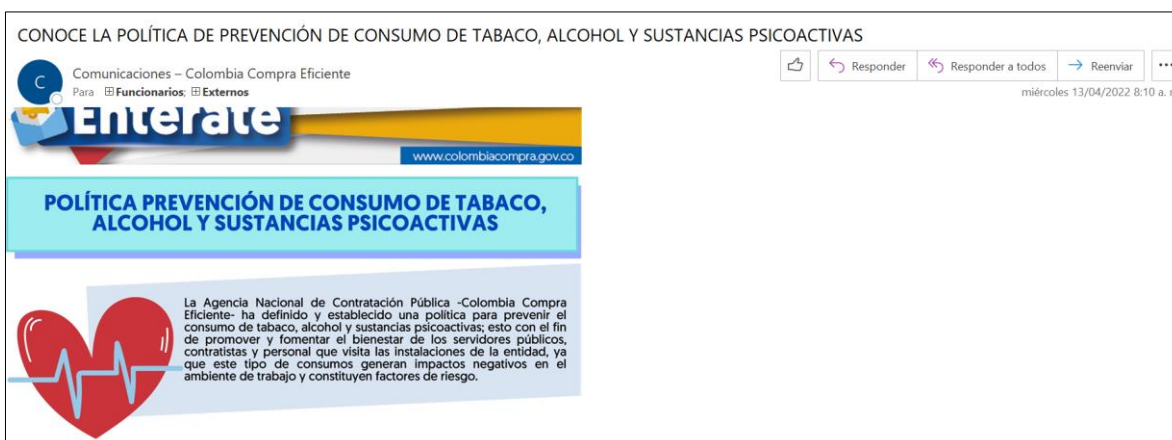 CONOCE LA POLÍTICA DE PREVENCIÓN DE CONSUMO DE TABACO, ALCOHOL Y SUSTANCIAS PSICOACTIVAS
C
Comunicaciones – Colombia Compra Eficiente
Para Funcionarios; Externos
Responder
Responder a todos
Reenviar
miércoles 13/04/2022 8:10 a.
Entérate
www.colombiacompra.gov.co
POLÍTICA PREVENCIÓN DE CONSUMO DE TABACO,
ALCOHOL Y SUSTANCIAS PSICOACTIVAS
La Agencia Nacional de Contratación Pública -Colombia Compra
Eficiente- ha definido y establecido una política para prevenir el
consumo de tabaco, alcohol y sustancias psicoactivas; esto con el fin
de promover y fomentar el bienestar de los servidores públicos,
contratistas y personal que visita las instalaciones de la entidad, ya
que este tipo de consumos generan impactos negativos en el
ambiente de trabajo y constituyen factores de riesgo.